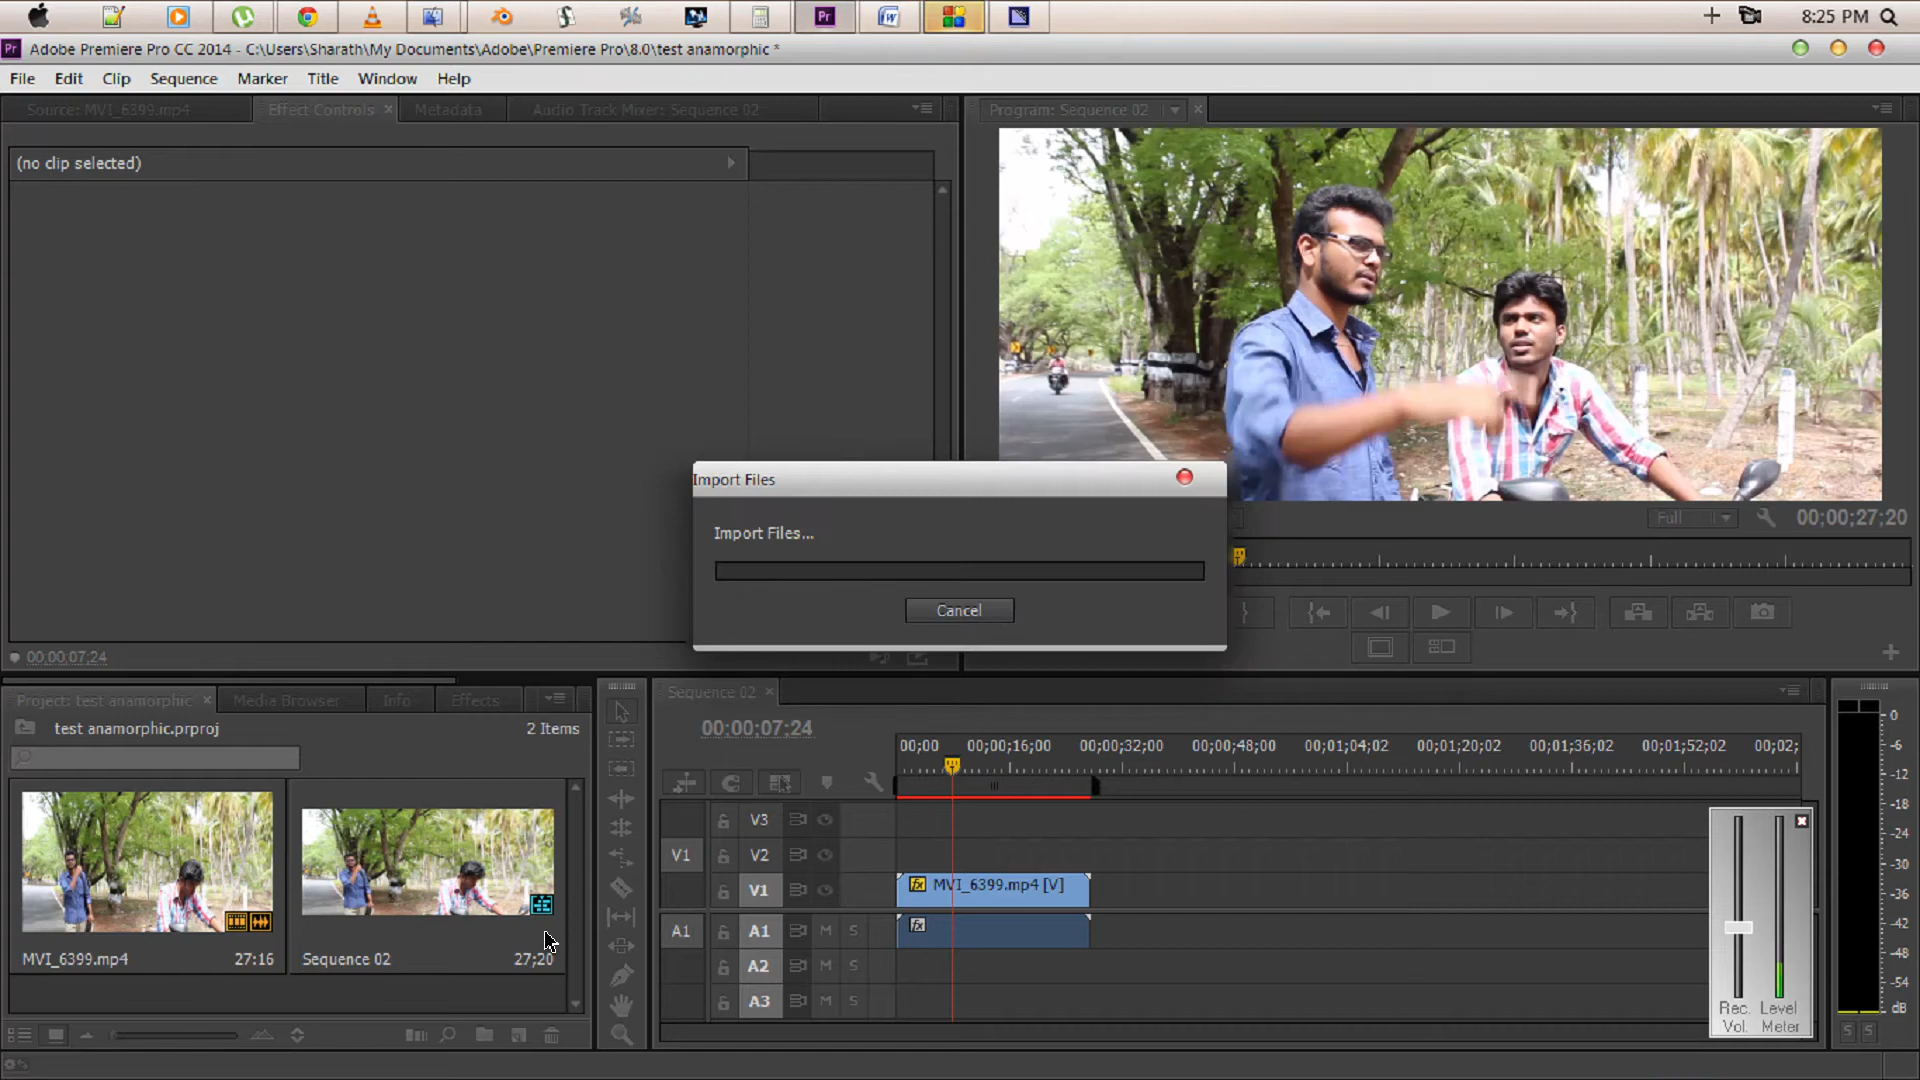 Pr
W
8:25 PM
Pr Adobe Premiere Pro CC 2014 - C:\Users\Sharath\My Documents\Adobe\Premiere Pro\8.0\test anamorphic *
File Edit Clip Sequence Marker Title Window Help
Source: MVI_6399.mp4 Effect Controls × Metadata Audio Track Mixer: Sequence 02
Program: Sequence 02 ×
(no clip selected)
Import Files
Import Files...
Cancel
Full 00;00;27;20
00;00;07;24
Project: test anamorphic × Media Browser Info Effects
test anamorphic.prproj 2 Items
MVI_6399.mp4 27:16
Sequence 02 27;20
Sequence 02 ×
00;00;07;24
00;00 00;00;16;00 00;00;32;00 00;00;48;00 00;01;04;02 00;01;20;02 00;01;36;02 00;01;52;02 00;02;
V3
V1 V2
V1 fx MVI_6399.mp4 [V]
A1 A1 M S fx
A2 M S
A3 M S
Rec. Vol.
Level Meter
0
-6
-12
-18
-24
-30
-36
-42
-48
-54
dB
S S